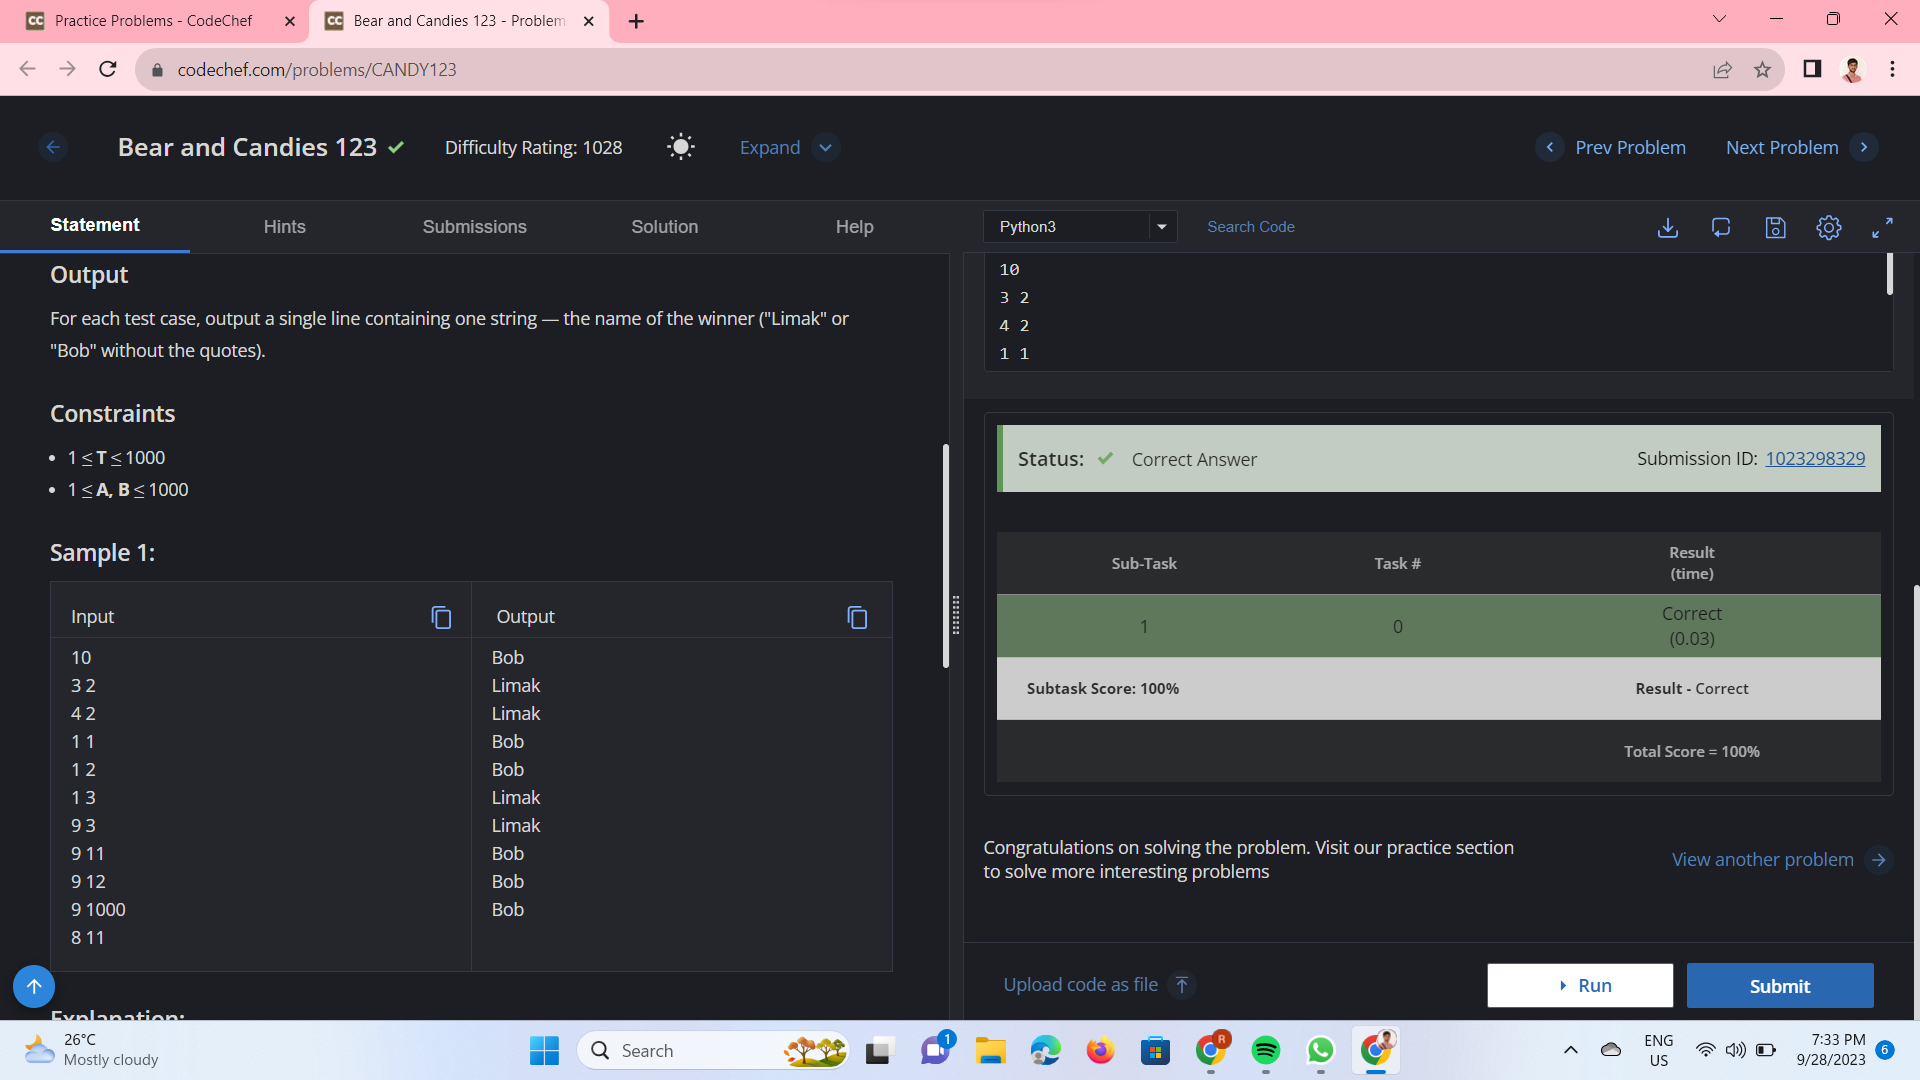 Practice Problems - CodeChef
Bear and Candies 123 - Problem
codechef.com/problems/CANDY123
Bear and Candies 123
Difficulty Rating: 1028
Expand
Prev Problem
Next Problem
Statement
Hints
Submissions
Solution
Help
Output
For each test case, output a single line containing one string — the name of the winner ("Limak" or
"Bob" without the quotes).
Constraints
• 1 ≤ T ≤ 1000
• 1 ≤ A, B ≤ 1000
Sample 1:
Input
Output
10
3 2
4 2
1 1
1 2
1 3
9 3
9 11
9 12
9 1000
8 11
Bob
Limak
Limak
Bob
Bob
Limak
Limak
Bob
Bob
Bob
Explanation:
Python3
Search Code
10
3 2
4 2
1 1
Status: Correct Answer
Submission ID: 1023298329
Sub-Task
Task #
Result
(time)
1
0
Correct
(0.03)
Subtask Score: 100%
Result - Correct
Total Score = 100%
Congratulations on solving the problem. Visit our practice section
to solve more interesting problems
View another problem
Upload code as file
Run
Submit
26°C
Mostly cloudy
Search
1
R
ENG
US
7:33 PM
9/28/2023
6